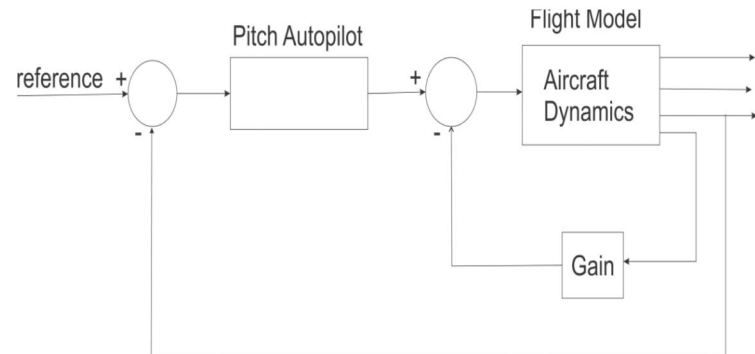 Flight Model
Pitch Autopilot
reference
+
-
+
-
Aircraft
Dynamics
Gain